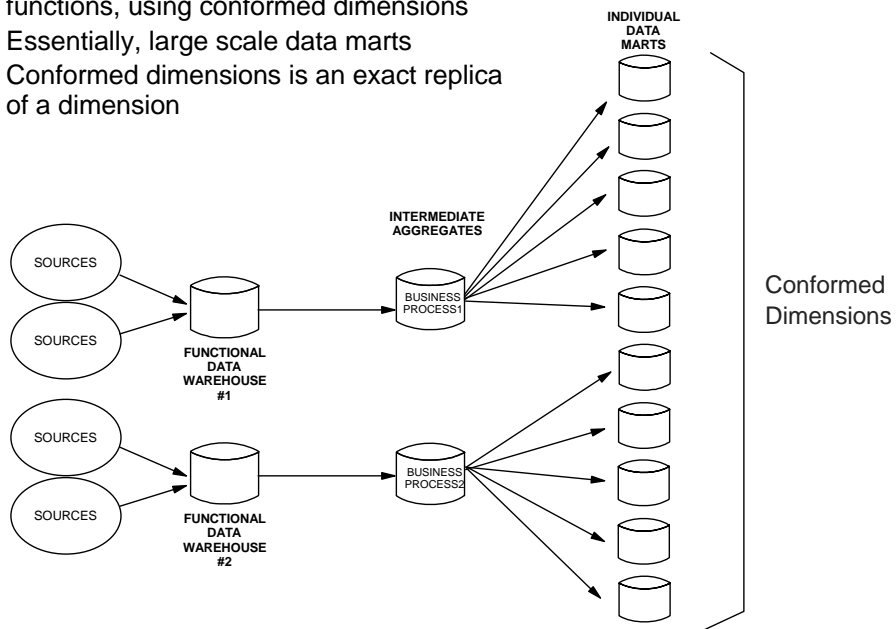 functions, using conformed dimensions
Essentially, large scale data marts
Conformed dimensions is an exact replica
of a dimension
INDIVIDUAL
DATA
MARTS
INTERMEDIATE
AGGREGATES
SOURCES
SOURCES
FUNCTIONAL
DATA
WAREHOUSE
#1
BUSINESS
PROCESS1
Conformed
Dimensions
SOURCES
SOURCES
FUNCTIONAL
DATA
WAREHOUSE
#2
BUSINESS
PROCESS2